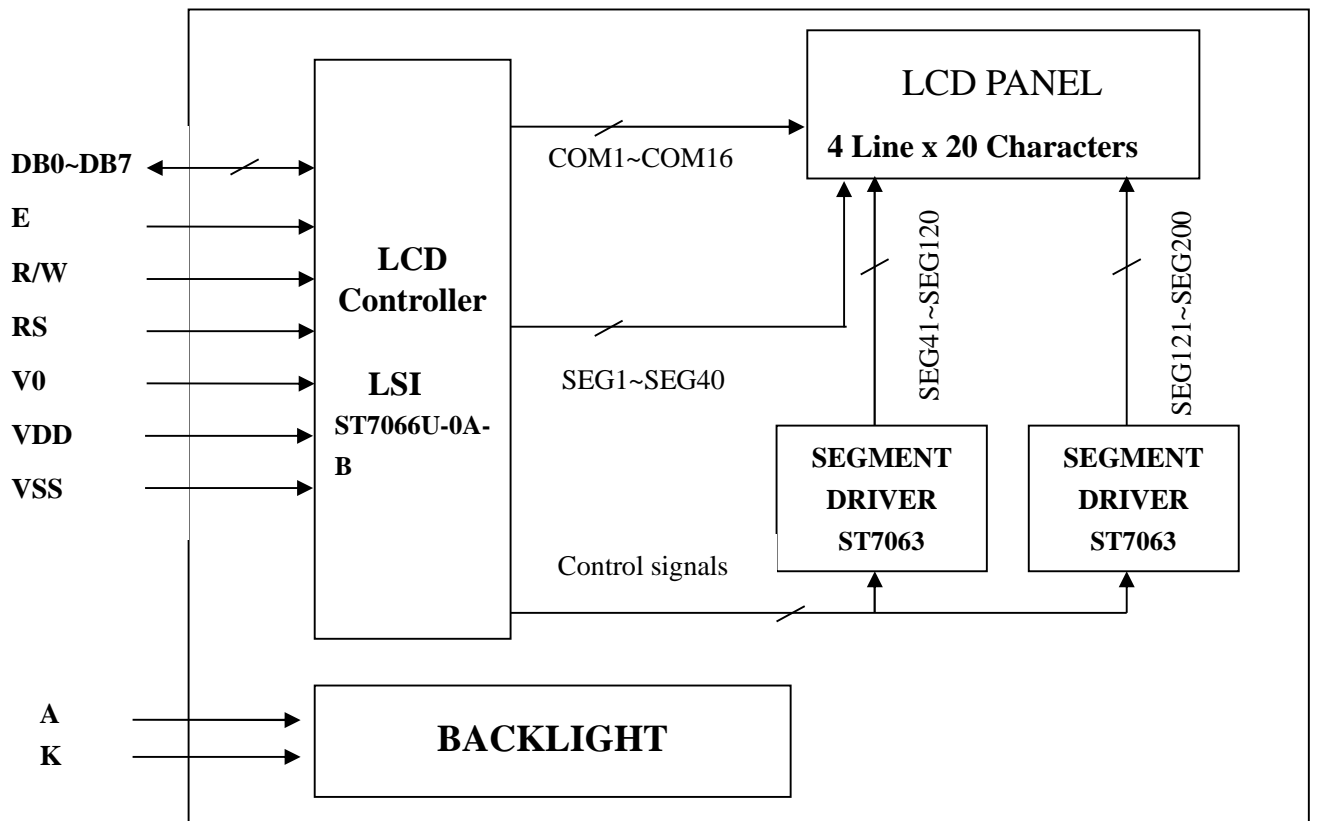 LCD PANEL
4 Line x 20 Characters
COM1~COM16
DB0~DB7
E
R/W
RS
V0
VDD
VSS
LCD
Controller
LSI
ST7066U-0A-
B
SEG1~SEG40
SEG41~SEG120
SEG121~SEG200
SEGMENT
DRIVER
ST7063
SEGMENT
DRIVER
ST7063
Control signals
A
K
BACKLIGHT